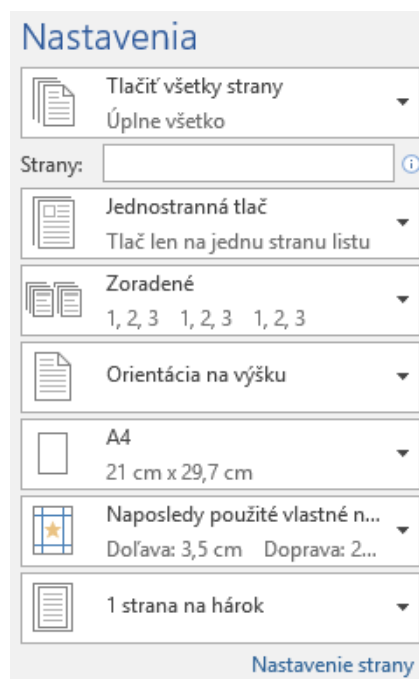 Nastavenia
Tlačiť všetky strany
Úplne všetko
Strany:
Jednostranná tlač
Tlač len na jednu stranu listu
Zoradené
1, 2, 3 1, 2, 3 1, 2, 3
Orientácia na výšku
A4
21 cm x 29,7 cm
Naposledy použité vlastné n...
Doľava: 3,5 cm Doprava: 2...
1 strana na hárok
Nastavenie strany